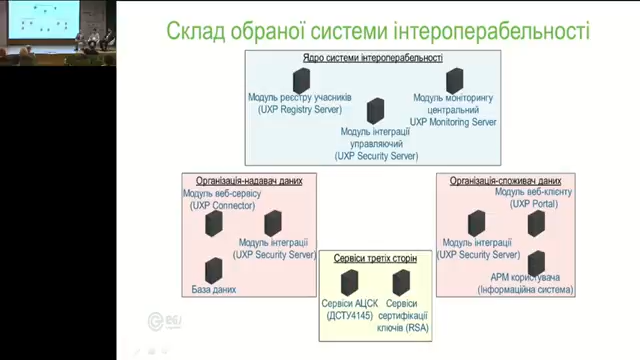 Склад обраної системи інтероперабельності
Ядро системи інтероперабельності
Модуль реєстру учасників
(UXP Registry Server)
Модуль інтеграції
управляючий
(UXP Security Server)
Модуль моніторингу
центральний
UXP Monitoring Server
Організація-надавач даних
Модуль веб-сервісу
(UXP Connector)
Модуль інтеграції
(UXP Security Server)
База даних
Сервіси третіх сторін
Сервіси АЦСК
(ДСТУ4145)
Сервіси
сертифікації
ключів (RSA)
Організація-споживач даних
Модуль веб-клієнту
(UXP Portal)
Модуль інтеграції
(UXP Security Server)
АРМ користувача
(Інформаційна система)